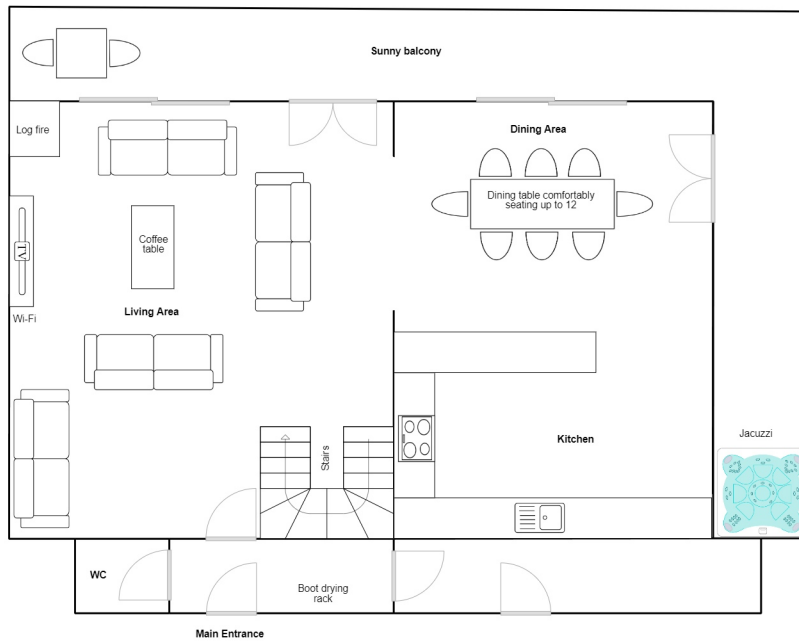 Sunny balcony
Log fire
Dining Area
Dining table comfortably
seating up to 12
TV
Coffee
table
Living Area
Wi-Fi
Stairs
Kitchen
Jacuzzi
WC
Boot drying
rack
Main Entrance